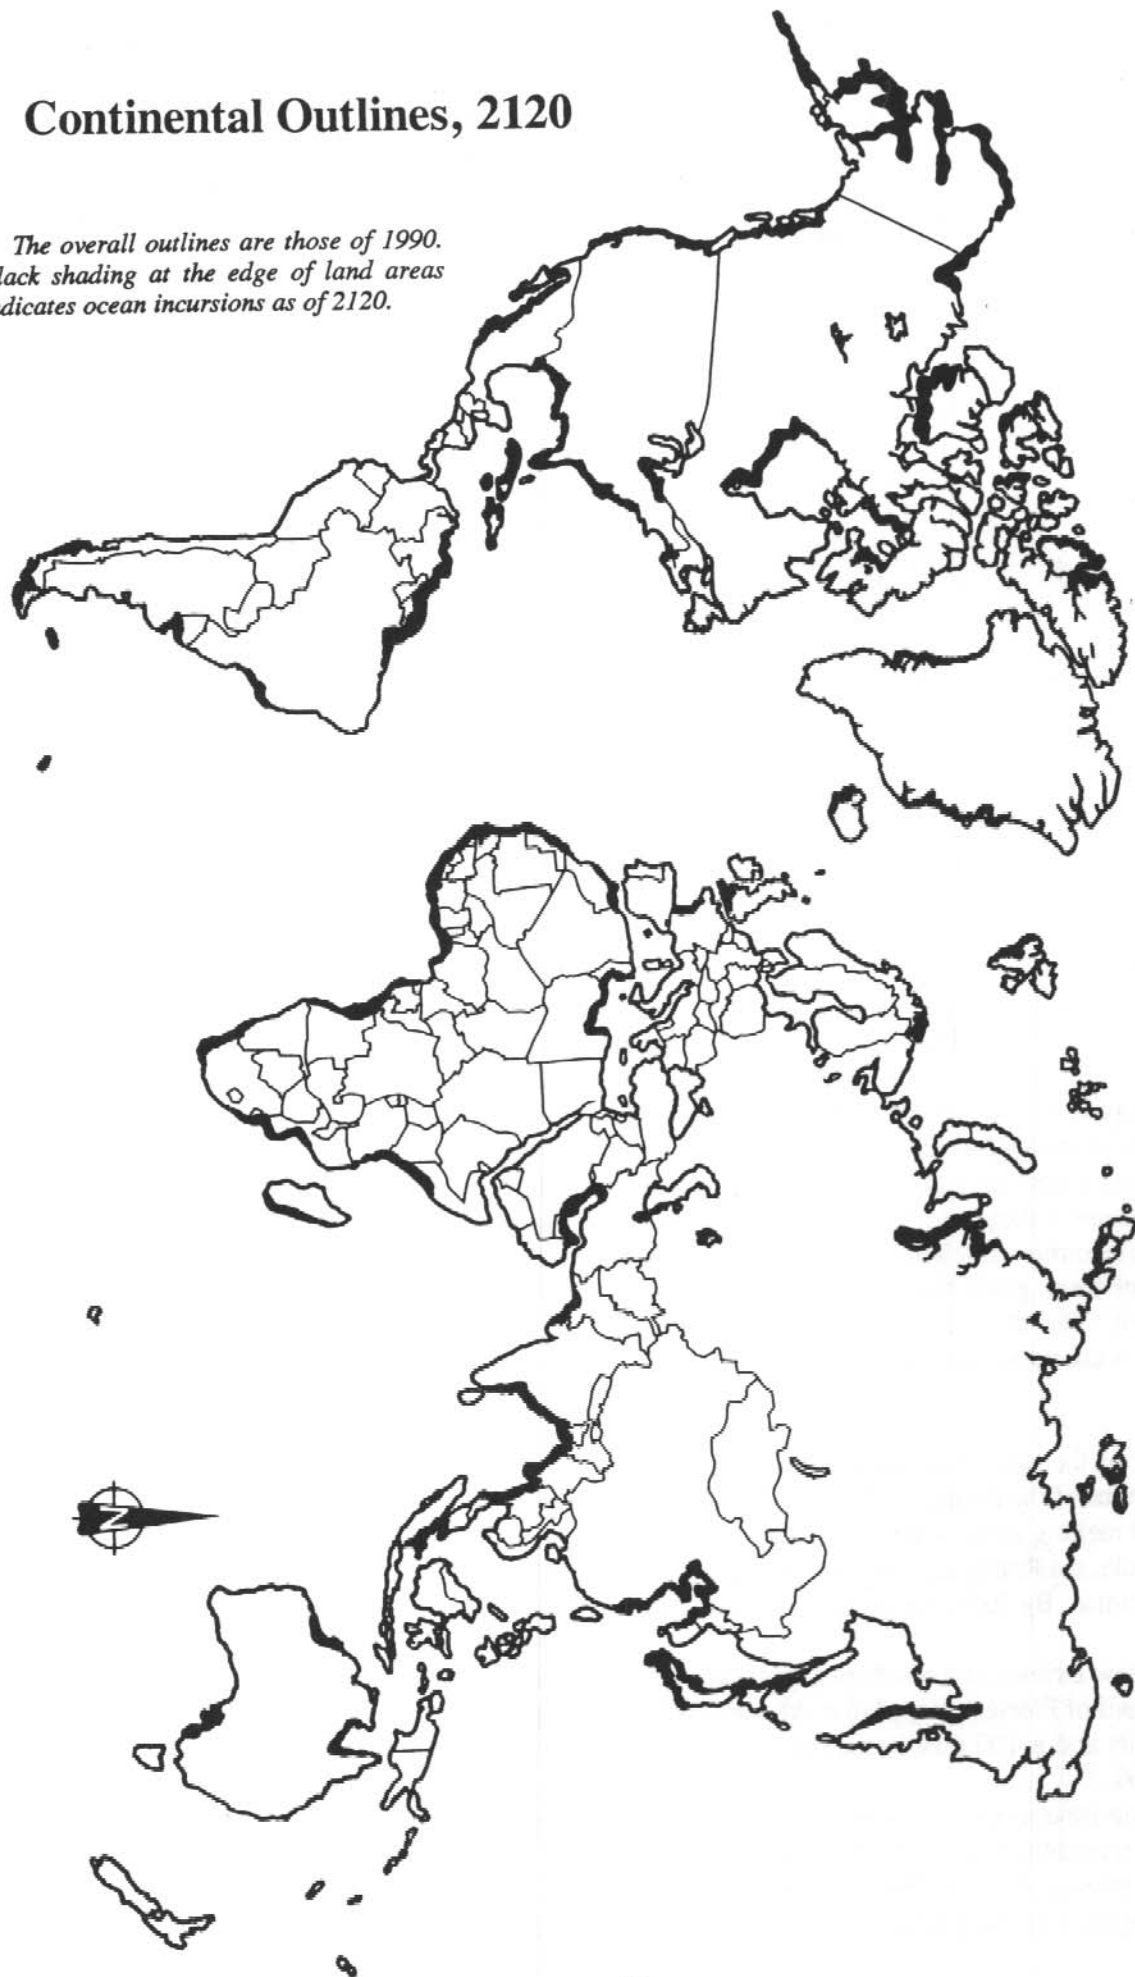 Continental Outlines, 2120
The overall outlines are those of 1990.
lack shading at the edge of land areas
dicates ocean incursions as of 2120.
N